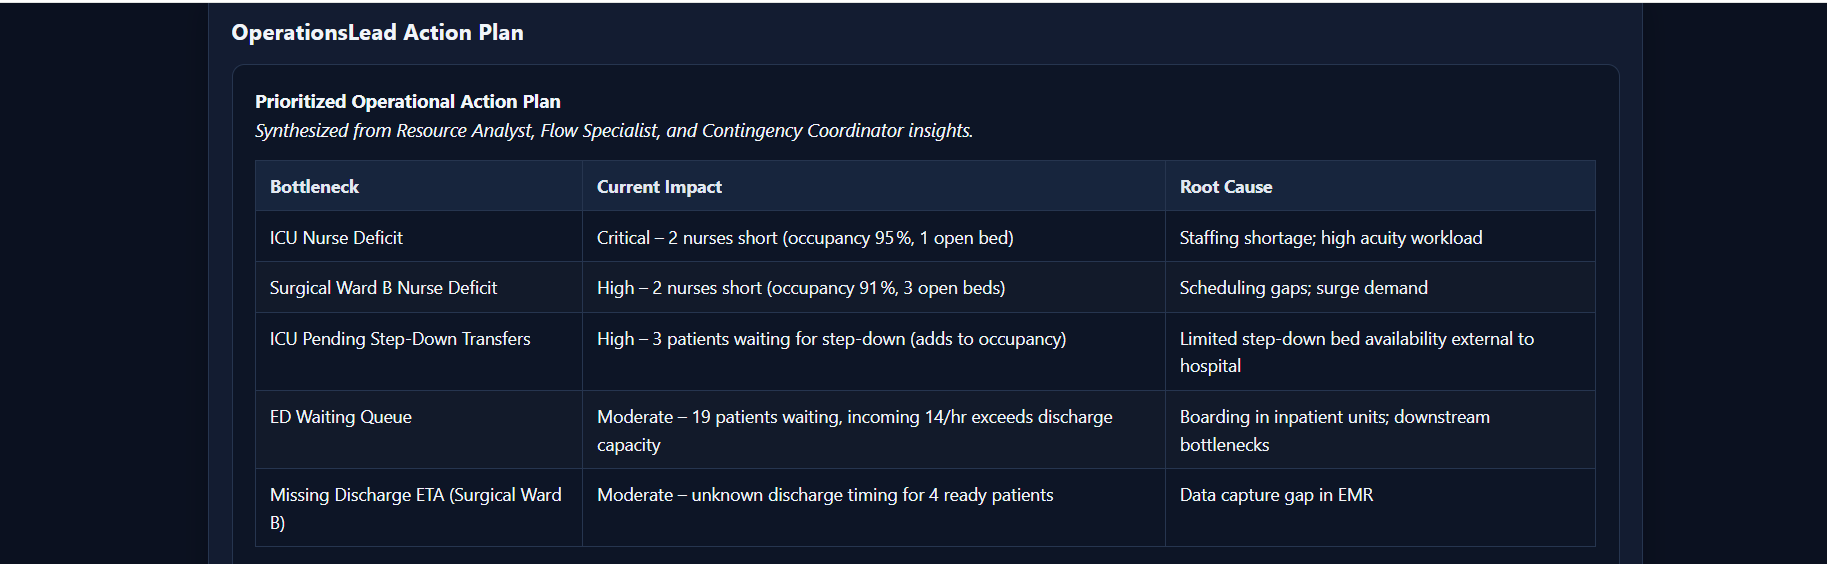 OperationsLead Action Plan
Prioritized Operational Action Plan
Synthesized from Resource Analyst, Flow Specialist, and Contingency Coordinator insights.
Bottleneck
Current Impact
Root Cause
ICU Nurse Deficit
Critical – 2 nurses short (occupancy 95%, 1 open bed)
Staffing shortage; high acuity workload
Surgical Ward B Nurse Deficit
High – 2 nurses short (occupancy 91%, 3 open beds)
Scheduling gaps; surge demand
ICU Pending Step-Down Transfers
High – 3 patients waiting for step-down (adds to occupancy)
Limited step-down bed availability external to
hospital
ED Waiting Queue
Moderate – 19 patients waiting, incoming 14/hr exceeds discharge
capacity
Boarding in inpatient units; downstream
bottlenecks
Missing Discharge ETA (Surgical Ward
B)
Moderate – unknown discharge timing for 4 ready patients
Data capture gap in EMR